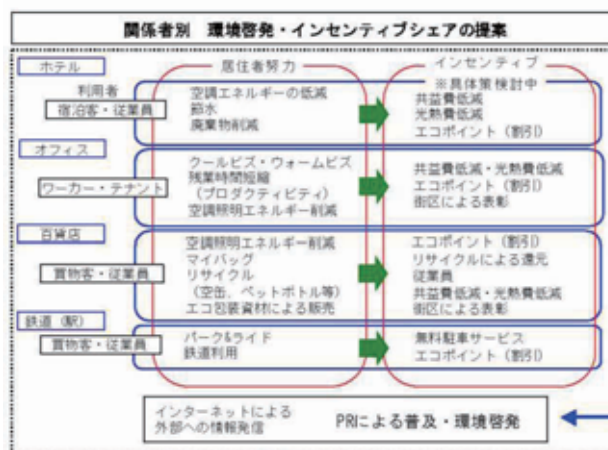 関係者別　環境啓発・インセンティブシェアの提案
ホテル
居住者努力
インセンティブ
利用者
宿泊客・従業員
空調エネルギーの低減
節水
廃棄物削減
※具体策検討中
共益費低減
光熱費低減
エコポイント（割引）
オフィス
ワーカー・テナント
クールビズ・ウォームビズ
残業時間短縮
（プロダクティビティ）
空調照明エネルギー削減
共益費低減・光熱費低減
エコポイント（割引）
街区による表彰
百貨店
買物客・従業員
空調照明エネルギー削減
マイバッグ
リサイクル
（空缶，ペットボトル等）
エコ包装資材による販売
エコポイント（割引）
リサイクルによる還元
従業員
共益費低減・光熱費低減
街区による表彰
鉄道（駅）
買物客・従業員
パーク&ライド
鉄道利用
無料駐車サービス
エコポイント（割引）
インターネットによる
外部への情報発信
PRIによる普及・環境啓発